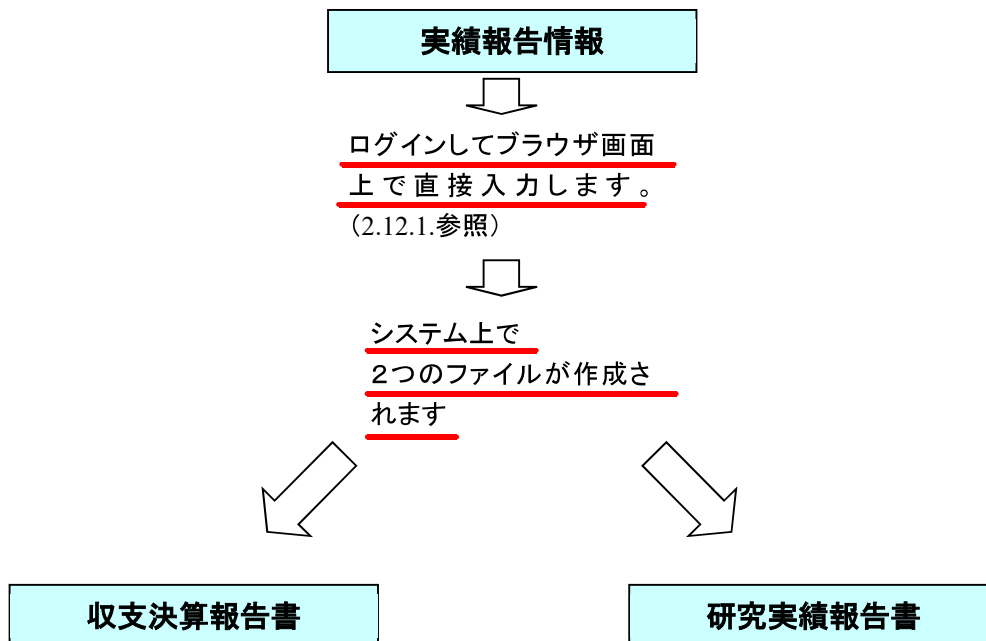 実績報告情報
ログインしてブラウザ画面
上で直接入力します。
（2.12.1.参照）
システム上で
２つのファイルが作成さ
れます
収支決算報告書
研究実績報告書